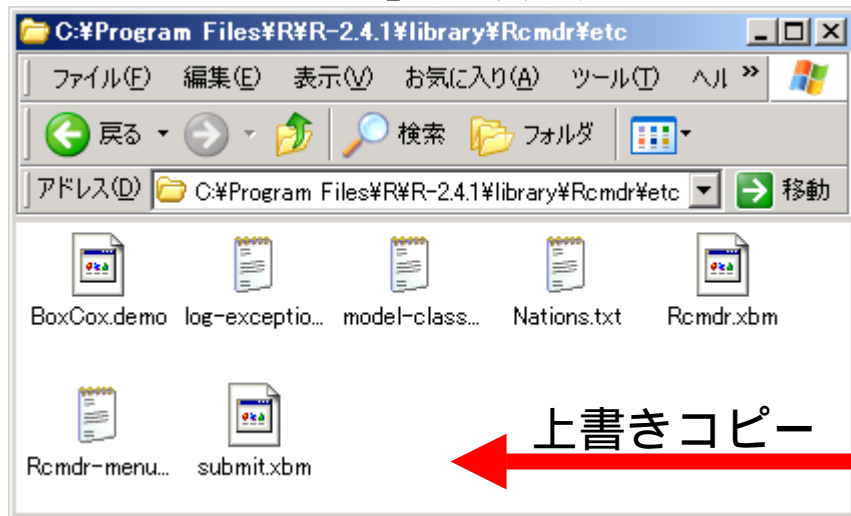 C:¥Program Files¥R¥R-2.4.1¥library¥Rcmdr¥etc
ファイル(F) 編集(E) 表示(V) お気に入り(A) ツール(T) ヘル »
戻る 検索 フォルダ
アドレス(D) C:¥Program Files¥R¥R-2.4.1¥library¥Rcmdr¥etc 移動
BoxCox.demo log-exceptio... model-class... Nations.txt Rcmdr.xbm
上書きコピー
Rcmdr-menu... submit.xbm